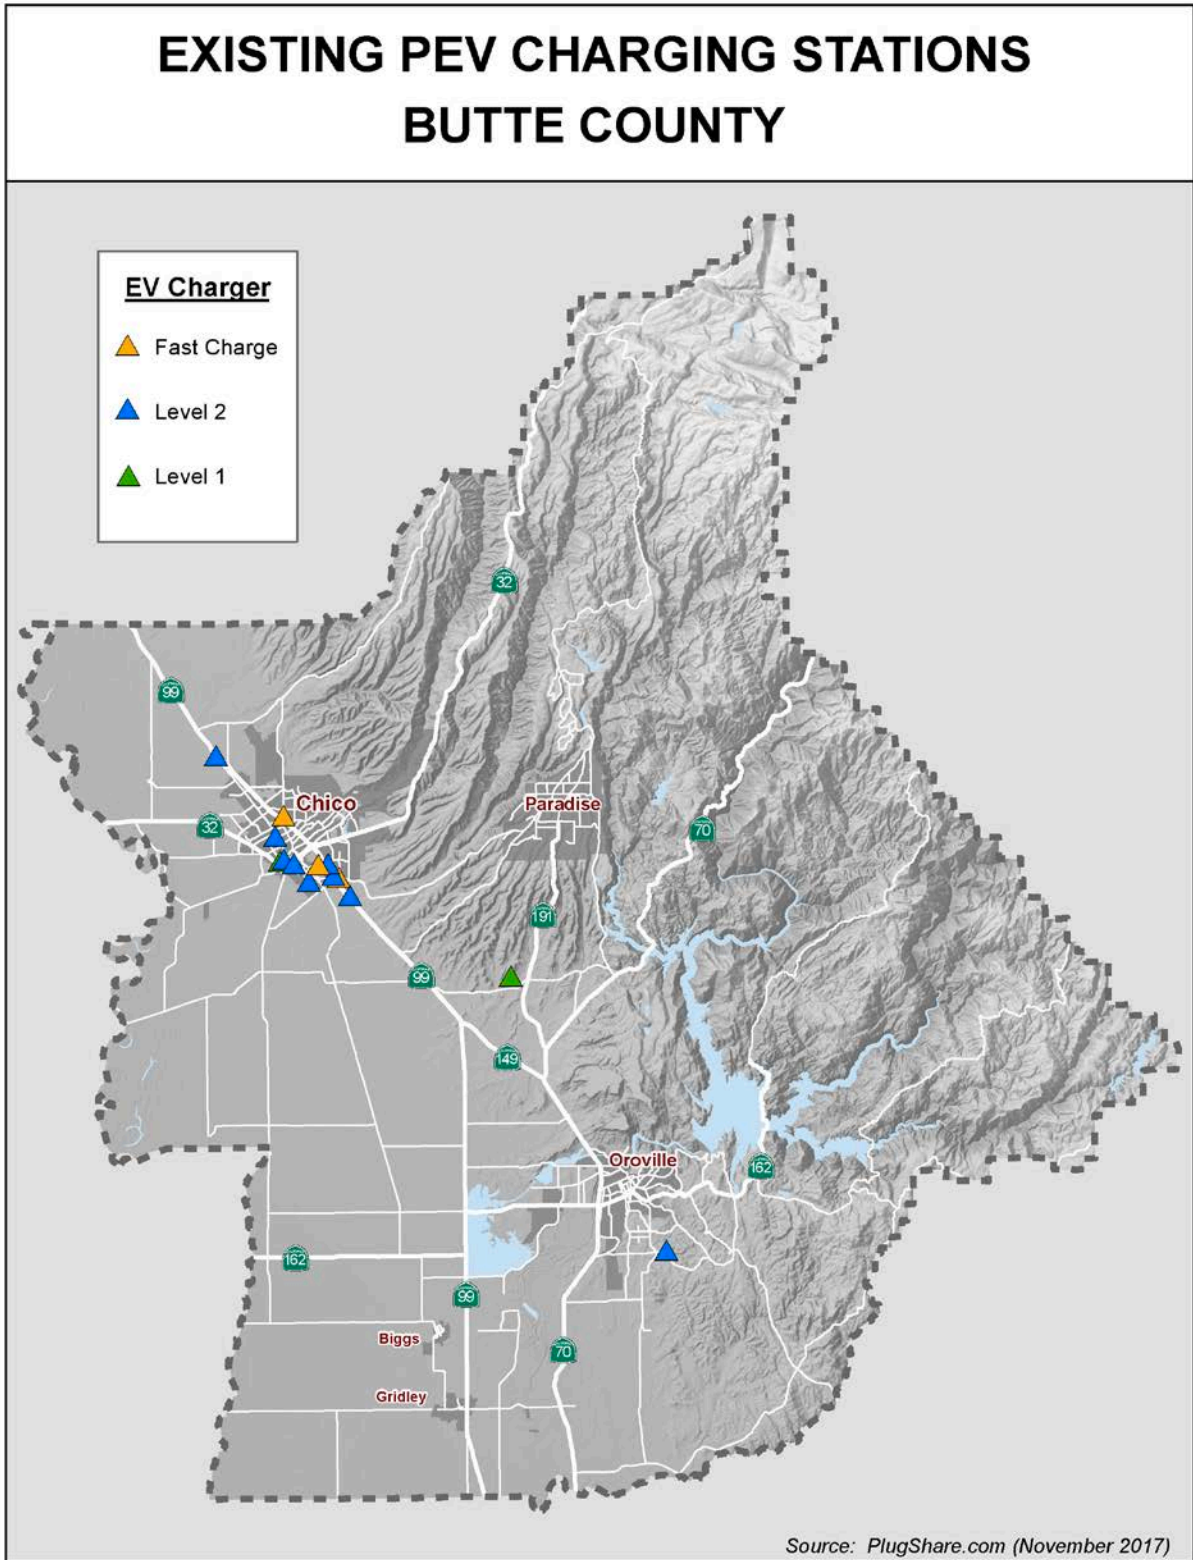 EXISTING PEV CHARGING STATIONS
BUTTE COUNTY
EV Charger
Fast Charge
Level 2
Level 1
32
99
Chico
Paradise
32
70
191
99
149
Oroville
162
162
99
Biggs
70
Gridley
Source: PlugShare.com (November 2017)